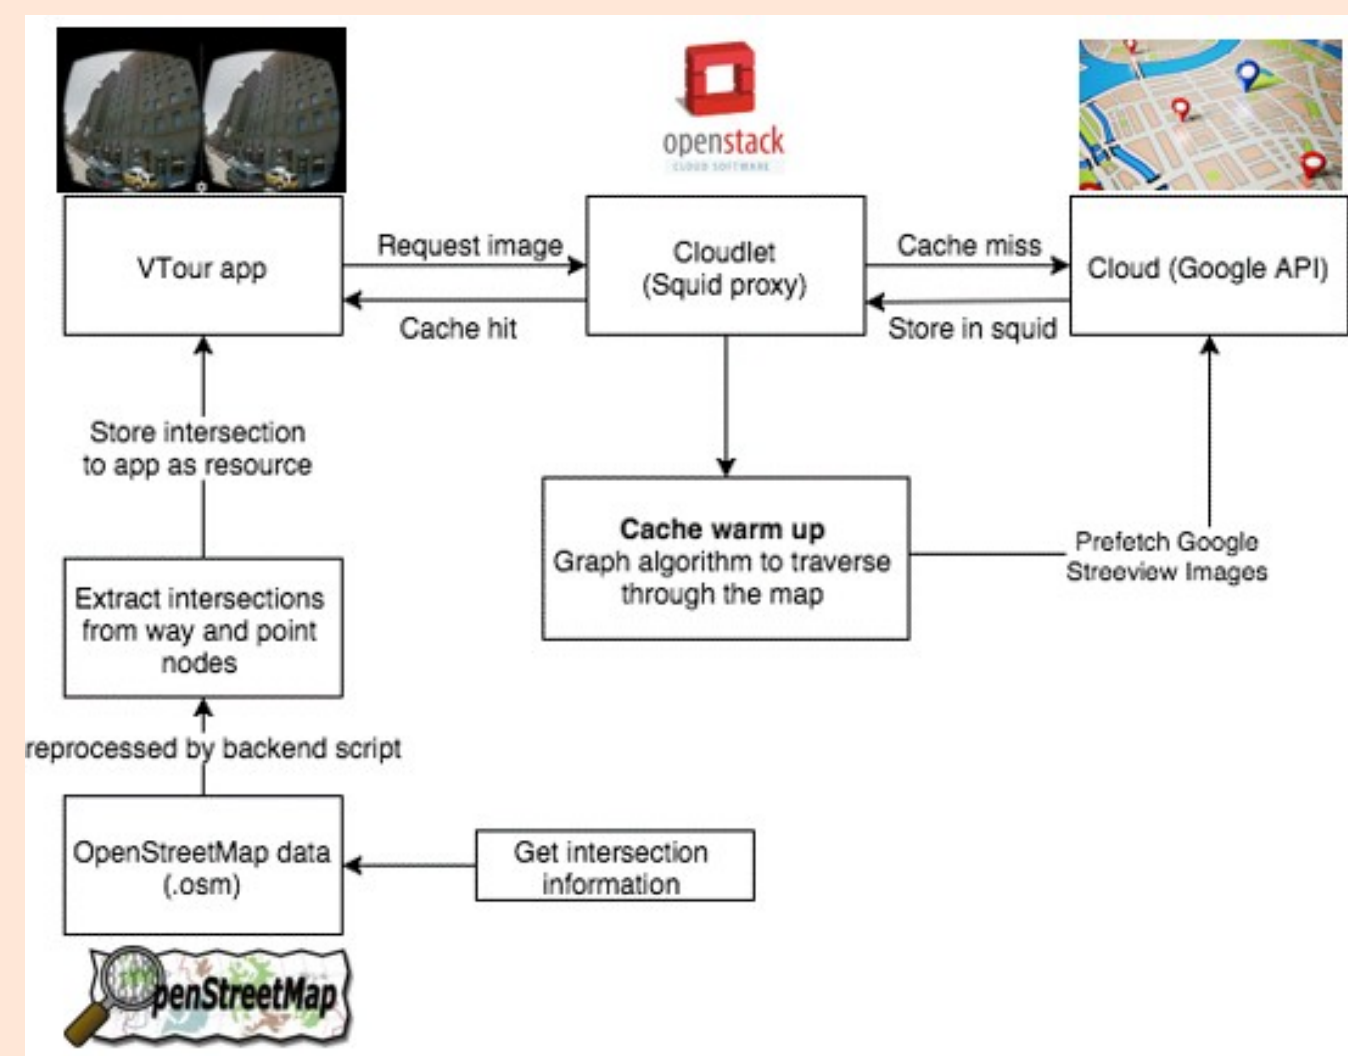 openstack
CLOUD SOFTWARE
VTour app
Request image
Cache hit
Cloudlet
(Squid proxy)
Cache miss
Store in squid
Cloud (Google API)
Store intersection
to app as resource
Cache warm up
Graph algorithm to traverse
through the map
Prefetch Google
Streeview Images
Extract intersections
from way and point
nodes
reprocessed by backend script
OpenStreetMap data
(.osm)
Get intersection
information
penStreetMap